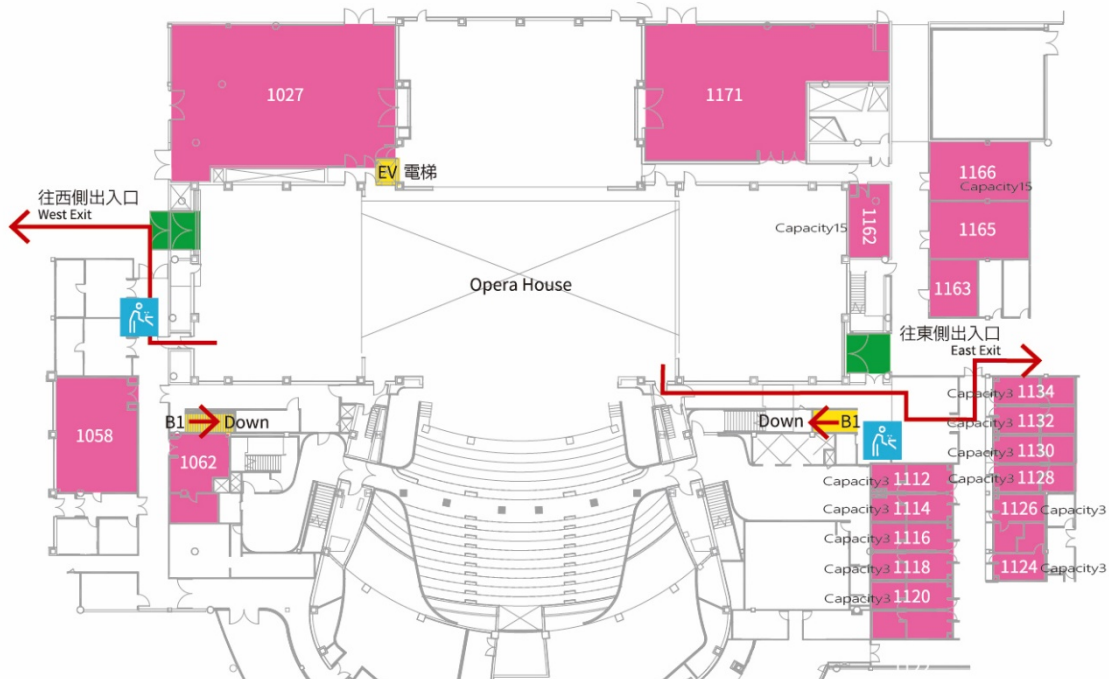 1027
1171
EV 電梯
1166
Capacity15
往西側出入口
West Exit
Capacity15
1162
1165
Opera House
1163
往東側出入口
East Exit
Capacity3 1134
B1 Down
Down B1
Capacity3 1132
1058
1062
Capacity3 1130
Capacity3 1112
Capacity3 1128
Capacity3 1114
1126 Capacity3
Capacity3 1116
Capacity3 1118
1124 Capacity3
Capacity3 1120